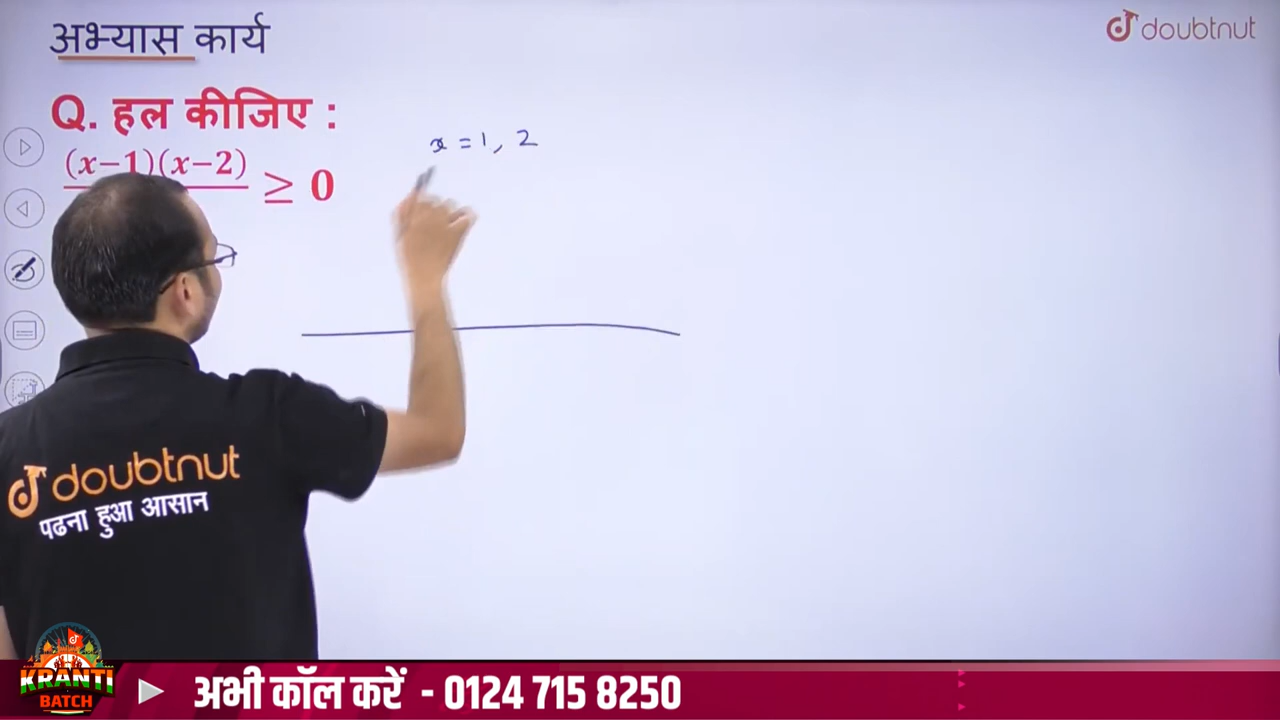 अभ्यास कार्य
doubtnut
Q. हल कीजिए :
x = 1, 2
(x−1)(x−2)
≥ 0
doubtnut
पढना हुआ आसान
KRANTI
BATCH
अभी कॉल करें - 0124 715 8250